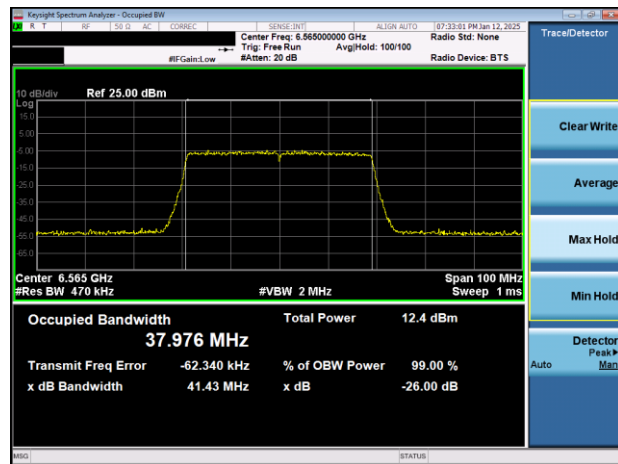 Keysight Spectrum Analyzer - Occupied BW
R T RF 50 Ω AC CORREC SENSE:INT ALIGN AUTO 07:33:01 PM Jan 12, 2025
Center Freq: 6.565000000 GHz Radio Std: None
Trig: Free Run Avg|Hold: 100/100
#IFGain:Low #Atten: 20 dB Radio Device: BTS
Trace/Detector
10 dB/div Ref 25.00 dBm
Log
15.0
5.00
-5.00
-15.0
-25.0
-35.0
-45.0
-55.0
-65.0
Center 6.565 GHz Span 100 MHz
#Res BW 470 kHz #VBW 2 MHz Sweep 1 ms
Occupied Bandwidth Total Power 12.4 dBm
37.976 MHz
Transmit Freq Error -62.340 kHz % of OBW Power 99.00 %
x dB Bandwidth 41.43 MHz x dB -26.00 dB
Clear Write
Average
Max Hold
Min Hold
Detector
Peak
Auto Man
MSG STATUS